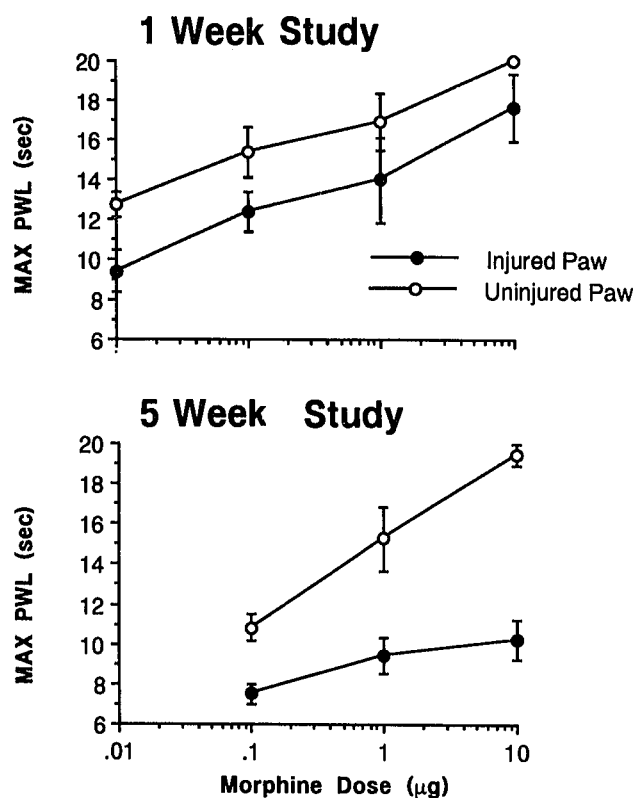 1 Week Study
MAX PWL (sec)
20
18
16
14
12
10
8
6
Injured Paw
Uninjured Paw
5 Week Study
MAX PWL (sec)
20
18
16
14
12
10
8
6
.01
.1
1
10
Morphine Dose (μg)